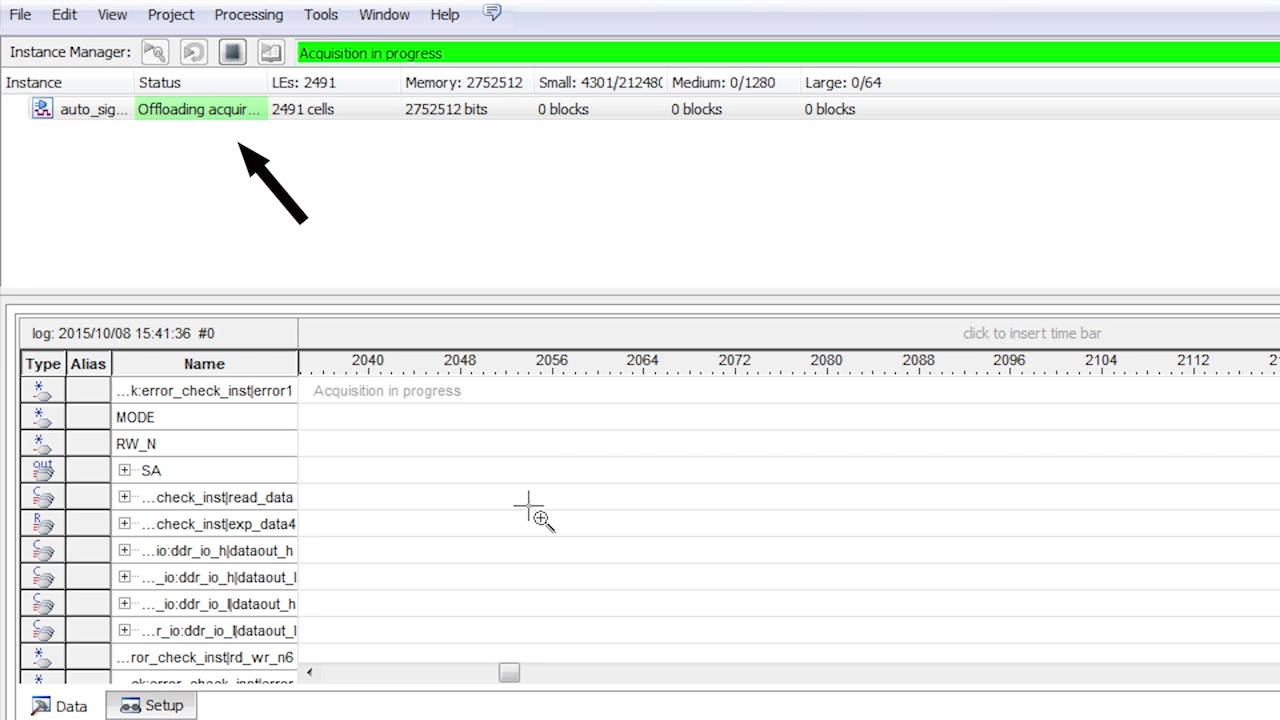 File Edit View Project Processing Tools Window Help
Instance Manager: Acquisition in progress
Instance Status LEs: 2491 Memory: 2752512 Small: 4301/212480 Medium: 0/1280 Large: 0/64
auto_sig... Offloading acquir... 2491 cells 2752512 bits 0 blocks 0 blocks 0 blocks
log: 2015/10/08 15:41:36 #0 click to insert time bar
Type Alias Name 2040 2048 2056 2064 2072 2080 2088 2096 2104 2112
...k:error_check_inst|error1 Acquisition in progress
MODE
RW_N
out SA
...check_inst|read_data
...check_inst|exp_data4
...io:ddr_io_h|dataout_h
..._io:ddr_io_h|dataout_l
..._io:ddr_io_l|dataout_h
...r_io:ddr_io_l|dataout_l
...ror_check_inst|rd_wr_n6
Data Setup